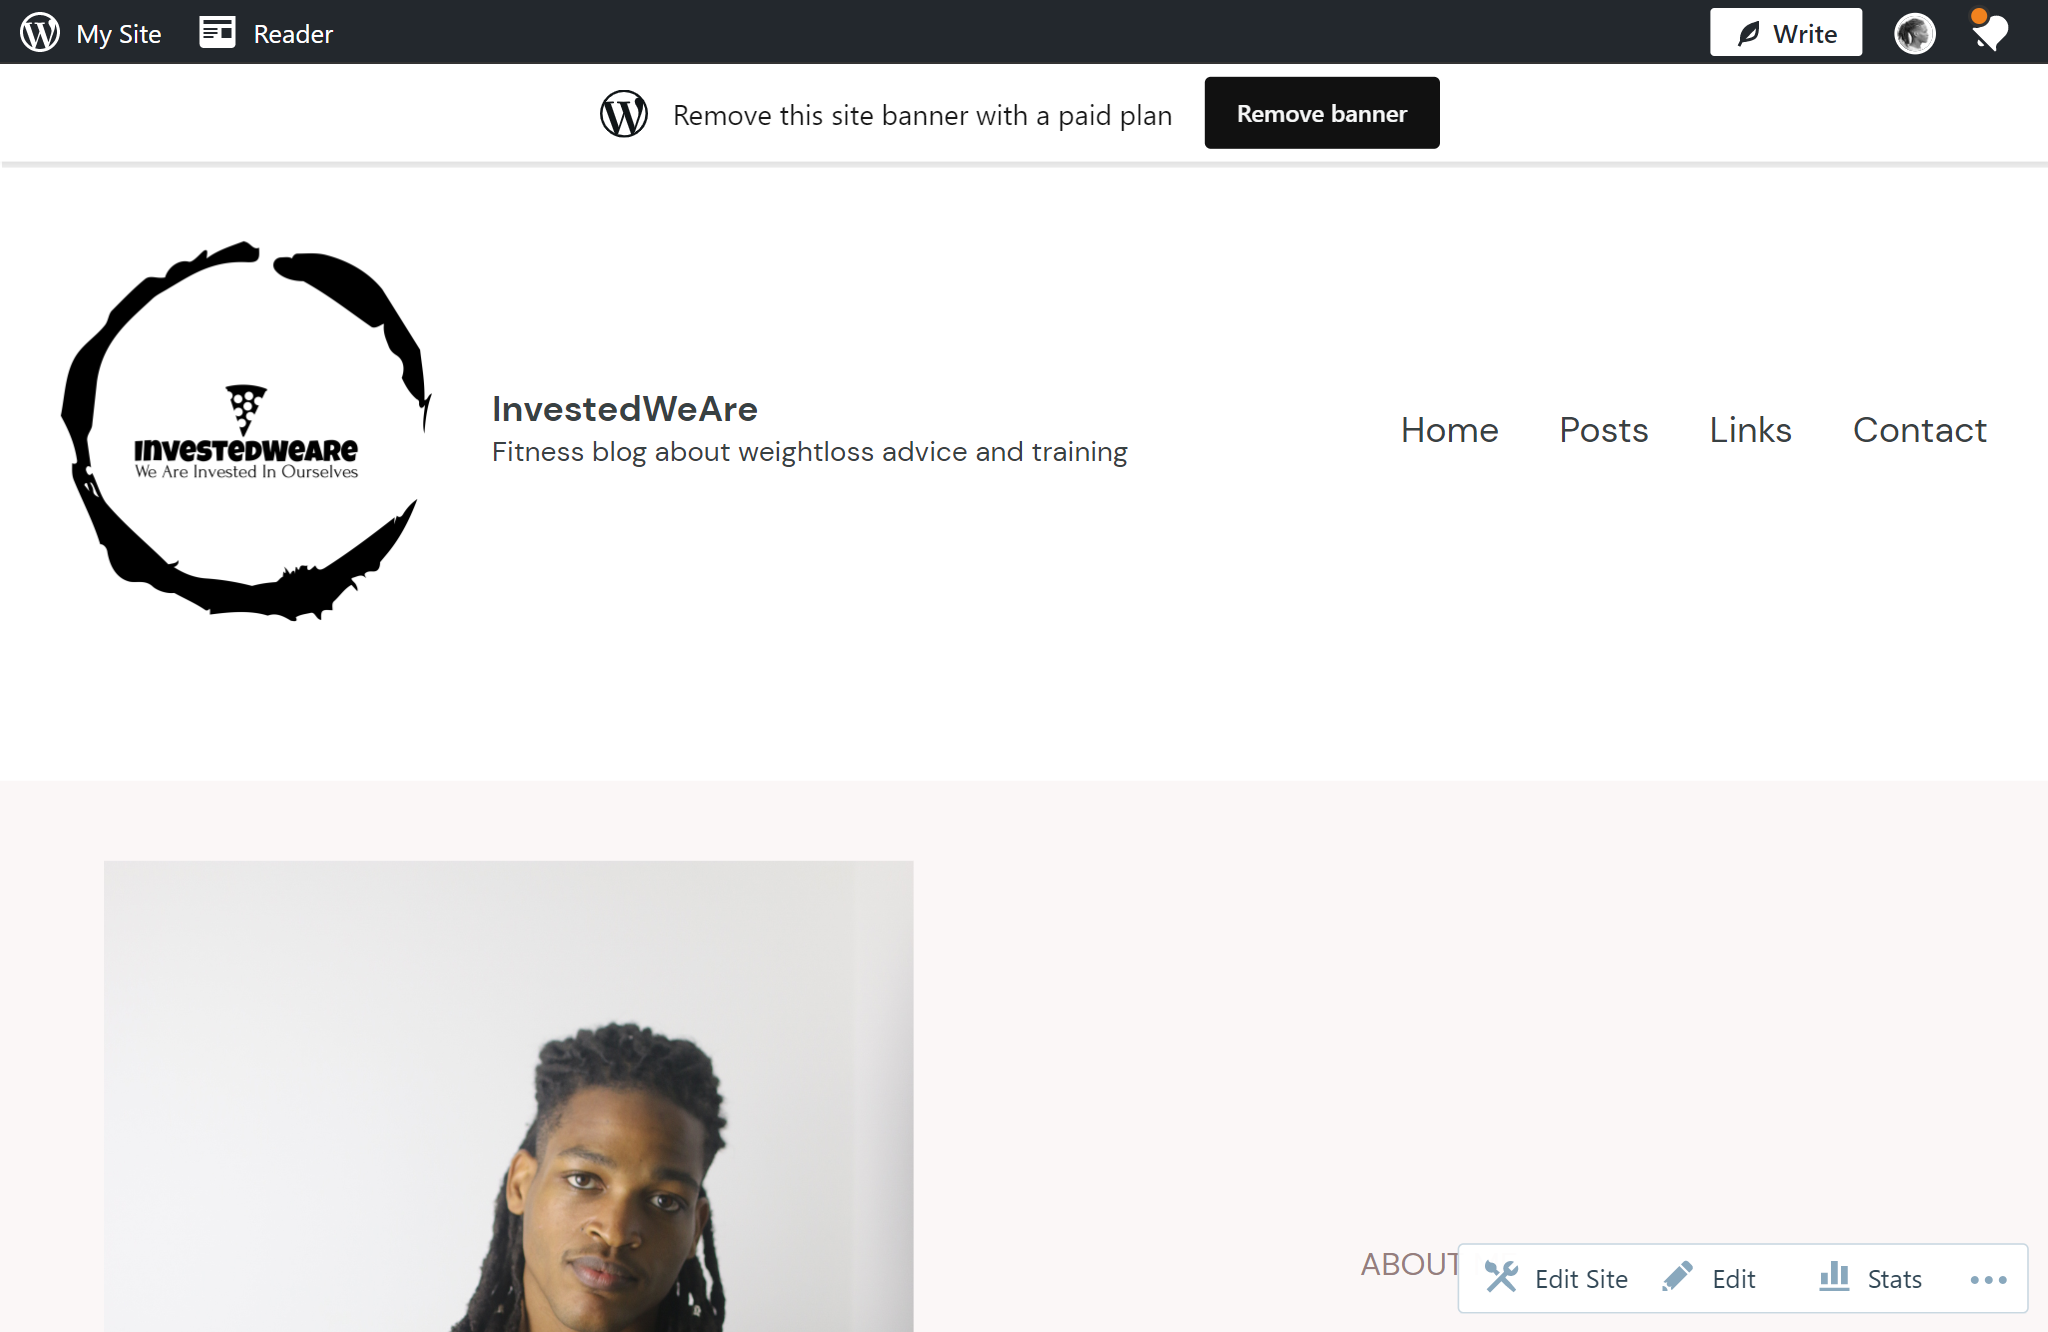 My Site
Reader
Write
Remove this site banner with a paid plan
Remove banner
INVESTEDWEARE
We Are Invested In Ourselves
InvestedWeAre
Fitness blog about weightloss advice and training
Home
Posts
Links
Contact
ABOUT
Edit Site
Edit
Stats